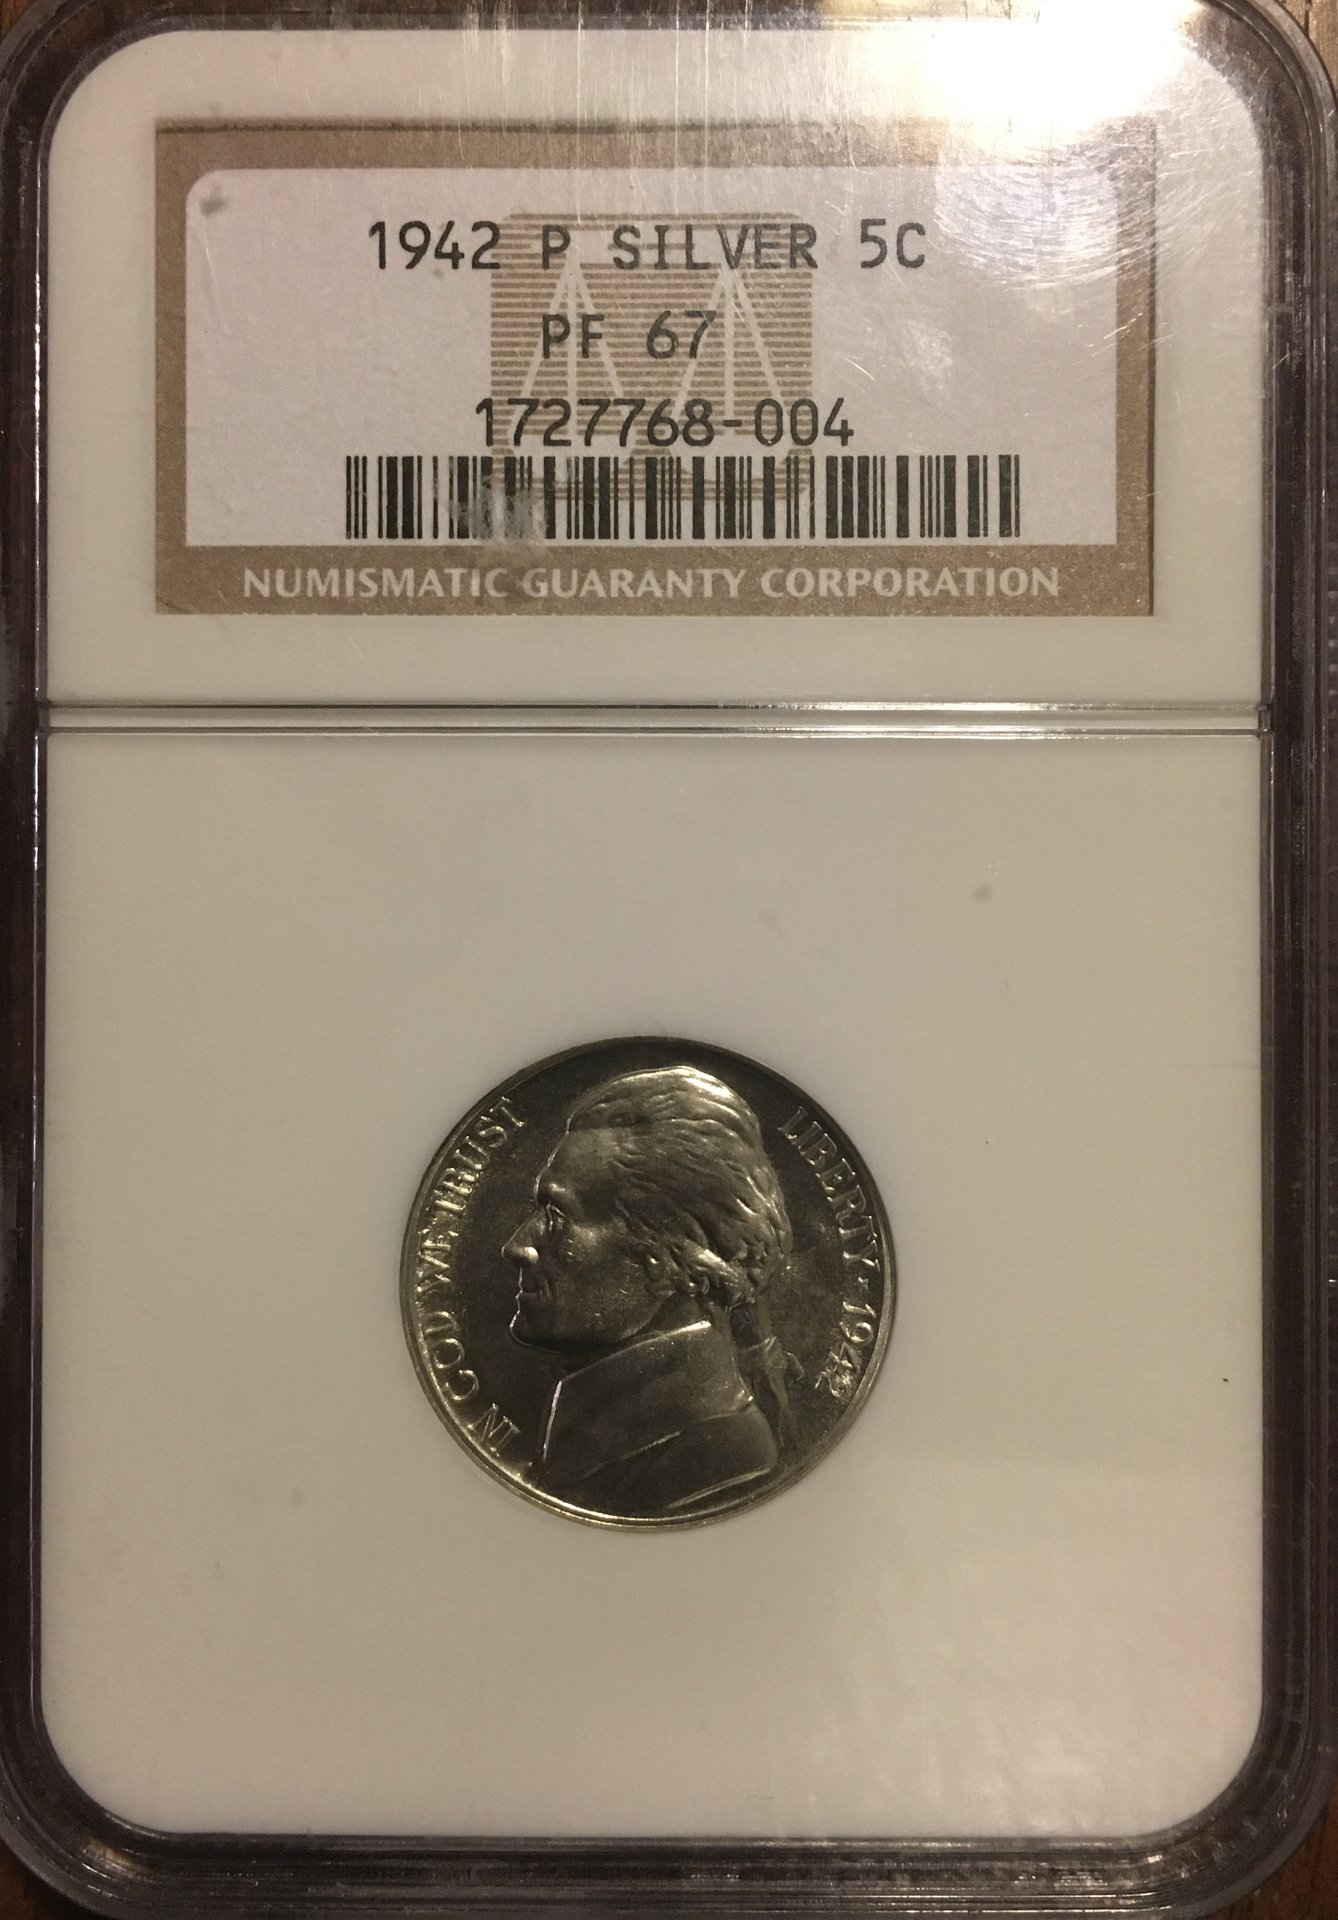 1942 P SILVER 5C
PF 67
1727768-004
NUMISMATIC GUARANTY CORPORATION
IN GOD WE TRUST
LIBERTY ★ 1942